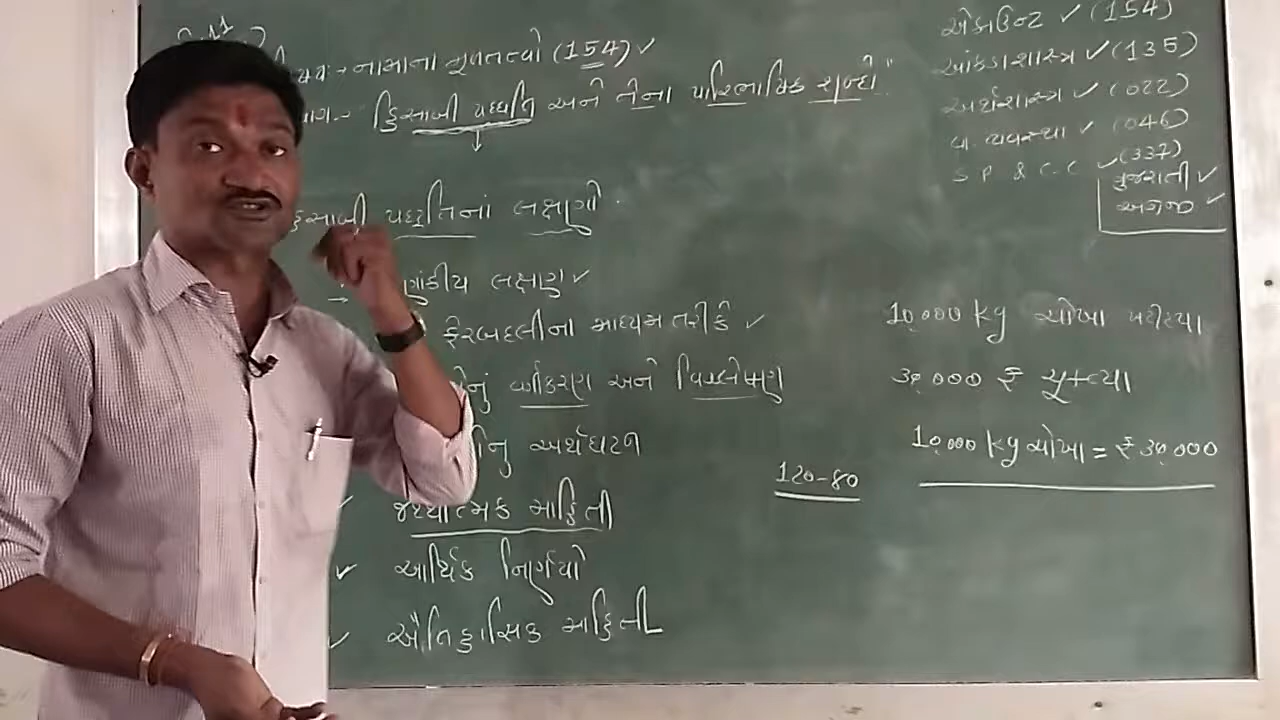 નામાના મૂળતત્વો (154) ✓
હિસાબી પધ્ધતિ અને તેના પારિભાષિક શબ્દો"
પધ્ધતિનાં લક્ષણો
લક્ષણ ✓
ફેરબદલીના માધ્યમ તરીકે ✓
વર્ગીકરણ અને વિશ્લેષણ
અર્થઘટન
જથ્થાત્મક માહિતી
✓ આર્થિક નિર્ણયો
✓ ઐતિહાસિક માહિતી
120-80
એકાઉન્ટ ✓ (154)
આંકડાશાસ્ત્ર ✓ (135)
અર્થશાસ્ત્ર ✓ (022)
વા. વ્યવસ્થા ✓ (046)
S P & C.C ✓ (337)
ગુજરાતી ✓
અંગ્રેજી ✓
10,000 kg ચોખા ખરીદ્યા
30,000 ₹ ચૂકવ્યા
10,000 kg ચોખા = ₹ 30,000